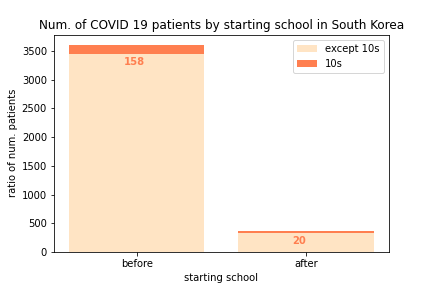 Num. of COVID 19 patients by starting school in South Korea
except 10s
10s
3500
3000
2500
2000
1500
1000
500
0
ratio of num. patients
158
20
before
after
starting school